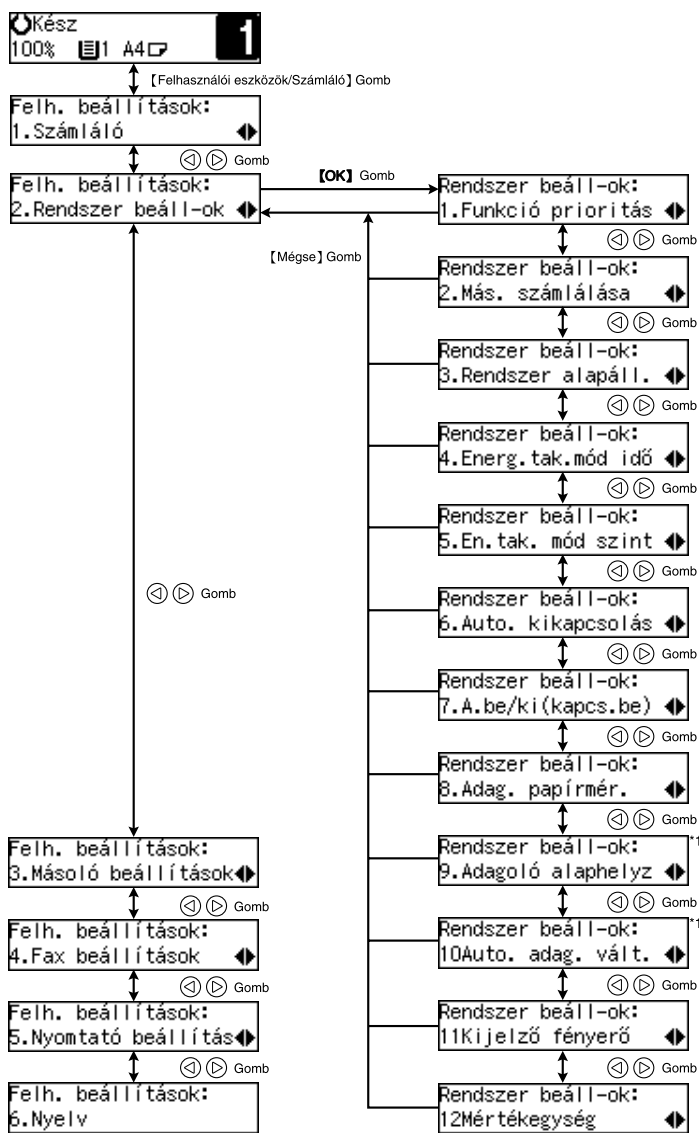 Kész
100% 1 A4 1
【Felhasználói eszközök/Számláló】Gomb
Felh. beállítások:
1.Számláló
Gomb
Felh. beállítások:
2.Rendszer beáll-ok
【OK】 Gomb
【Mégse】Gomb
Gomb
Felh. beállítások:
3.Másoló beállítások
Gomb
Felh. beállítások:
4.Fax beállítások
Gomb
Felh. beállítások:
5.Nyomtató beállítás
Gomb
Felh. beállítások:
6.Nyelv
Rendszer beáll-ok:
1.Funkció prioritás
Gomb
Rendszer beáll-ok:
2.Más. számlálása
Gomb
Rendszer beáll-ok:
3.Rendszer alapáll.
Gomb
Rendszer beáll-ok:
4.Energ.tak.mód idő
Gomb
Rendszer beáll-ok:
5.En.tak. mód szint
Gomb
Rendszer beáll-ok:
6.Auto. kikapcsolás
Gomb
Rendszer beáll-ok:
7.A.be/ki(kapcs.be)
Gomb
Rendszer beáll-ok:
8.Adag. papírmér.
Gomb
Rendszer beáll-ok: *1
9.Adagoló alaphelyz
Gomb
Rendszer beáll-ok: *1
10Auto. adag. vált.
Gomb
Rendszer beáll-ok:
11Kijelző fényerő
Gomb
Rendszer beáll-ok:
12Mértékegység